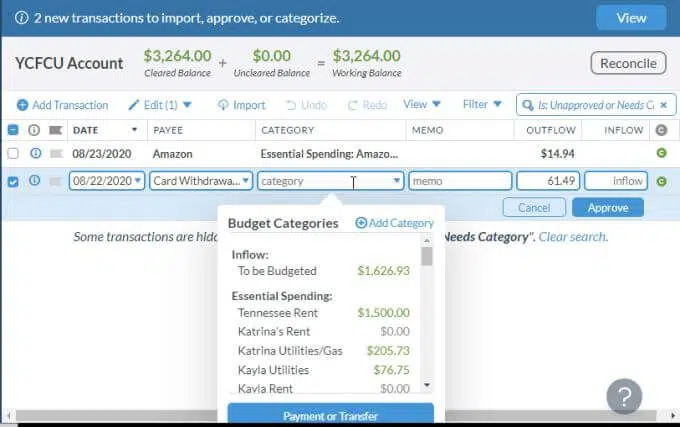 2 new transactions to import, approve, or categorize.
View
YCFCU Account $3,264.00 + $0.00 = $3,264.00
Cleared Balance Uncleared Balance Working Balance
Reconcile
Add Transaction Edit (1) Import Undo Redo View Filter Is: Unapproved or Needs
DATE PAYEE CATEGORY MEMO OUTFLOW INFLOW
08/23/2020 Amazon Essential Spending: Amazo... $14.94
08/22/2020 Card Withdrawa... category memo 61.49 Inflow
Cancel Approve
Some transactions are
Needs Category". Clear search.
Budget Categories Add Category
Inflow:
To be Budgeted $1,626.93
Essential Spending:
Tennessee Rent $1,500.00
Katrina's Rent $0.00
Katrina Utilities/Gas $205.73
Kayla Utilities $76.75
Kayla Rent $0.00
Payment or Transfer
?